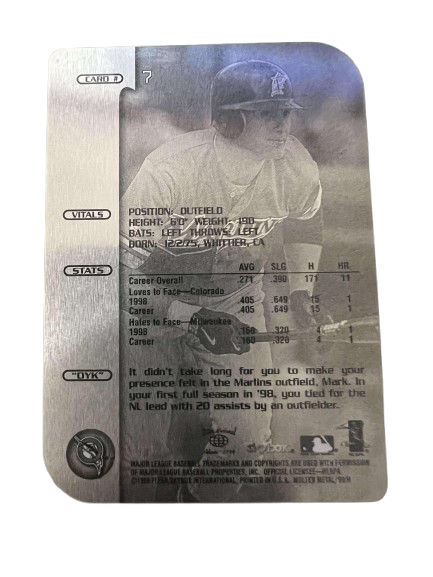 CARD # 7
VITALS
POSITION: OUTFIELD
HEIGHT: 6'0" WEIGHT: 198
BATS: LEFT THROWS: LEFT
BORN: 12/2/75, WHITTIER, CA
STATS
AVG SLG H HR
Career Overall .271 .390 171 11
Loves to Face—Colorado
1998 .405 .649 15 1
Career .405 .649 15 1
Hates to Face—Milwaukee
1998 .160 .320 4 1
Career .160 .320 4 1
"DYK"
It didn't take long for you to make your
presence felt in the Marlins outfield, Mark. In
your first full season in '98, you tied for the
NL lead with 20 assists by an outfielder.
MAJOR LEAGUE BASEBALL TRADEMARKS AND COPYRIGHTS ARE USED WITH PERMISSION
OF MAJOR LEAGUE BASEBALL PROPERTIES, INC. OFFICIAL LICENSEE—MLBPA
PRINTED IN U.S.A. MOLTEN METAL